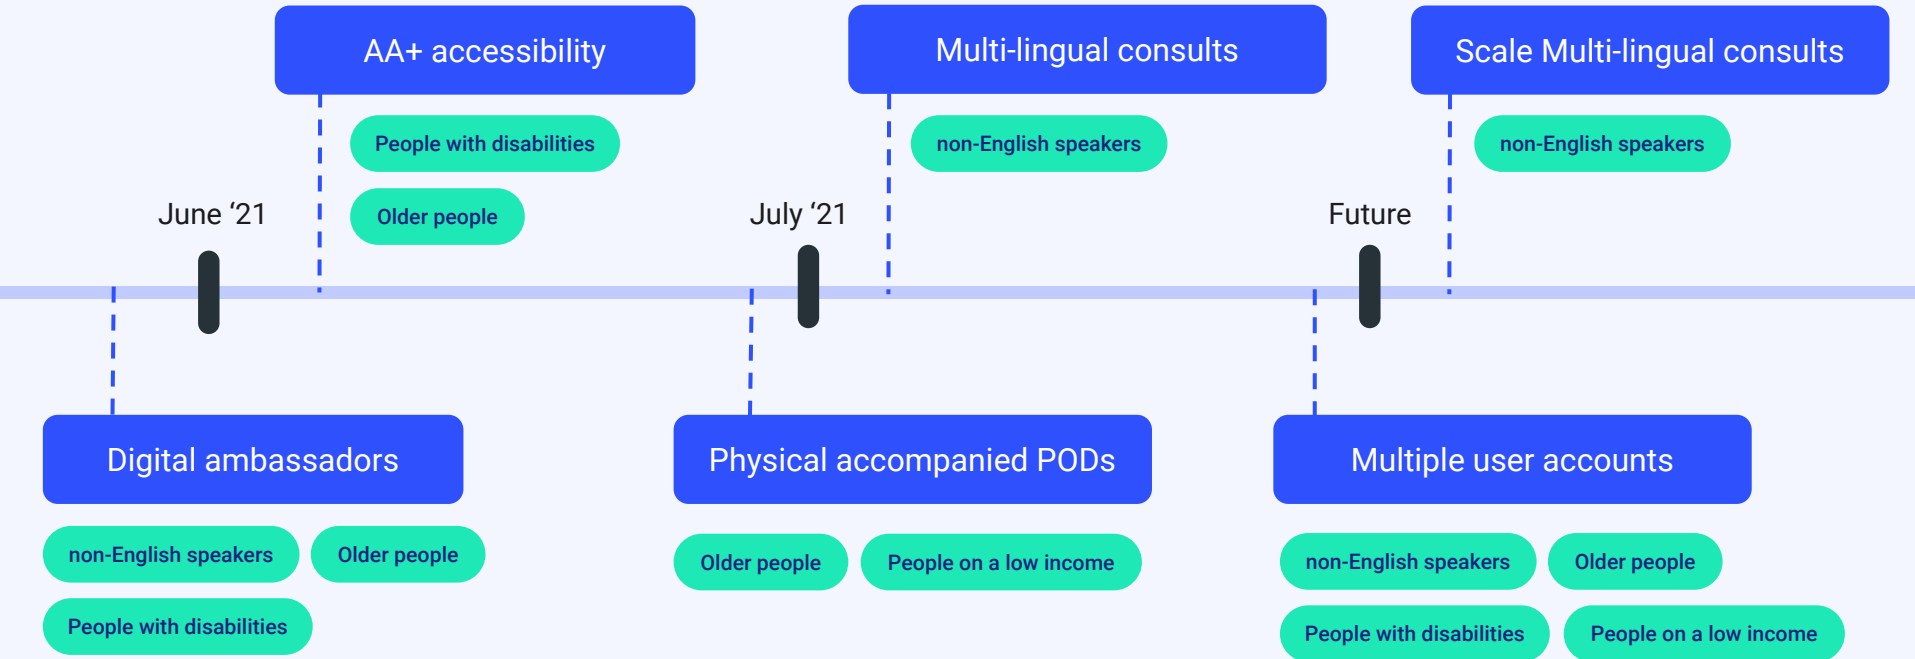 AA+ accessibility
Multi-lingual consults
Scale Multi-lingual consults
People with disabilities
non-English speakers
non-English speakers
Older people
June ‘21
July ‘21
Future
Digital ambassadors
Physical accompanied PODs
Multiple user accounts
non-English speakers
Older people
Older people
People on a low income
non-English speakers
Older people
People with disabilities
People with disabilities
People on a low income